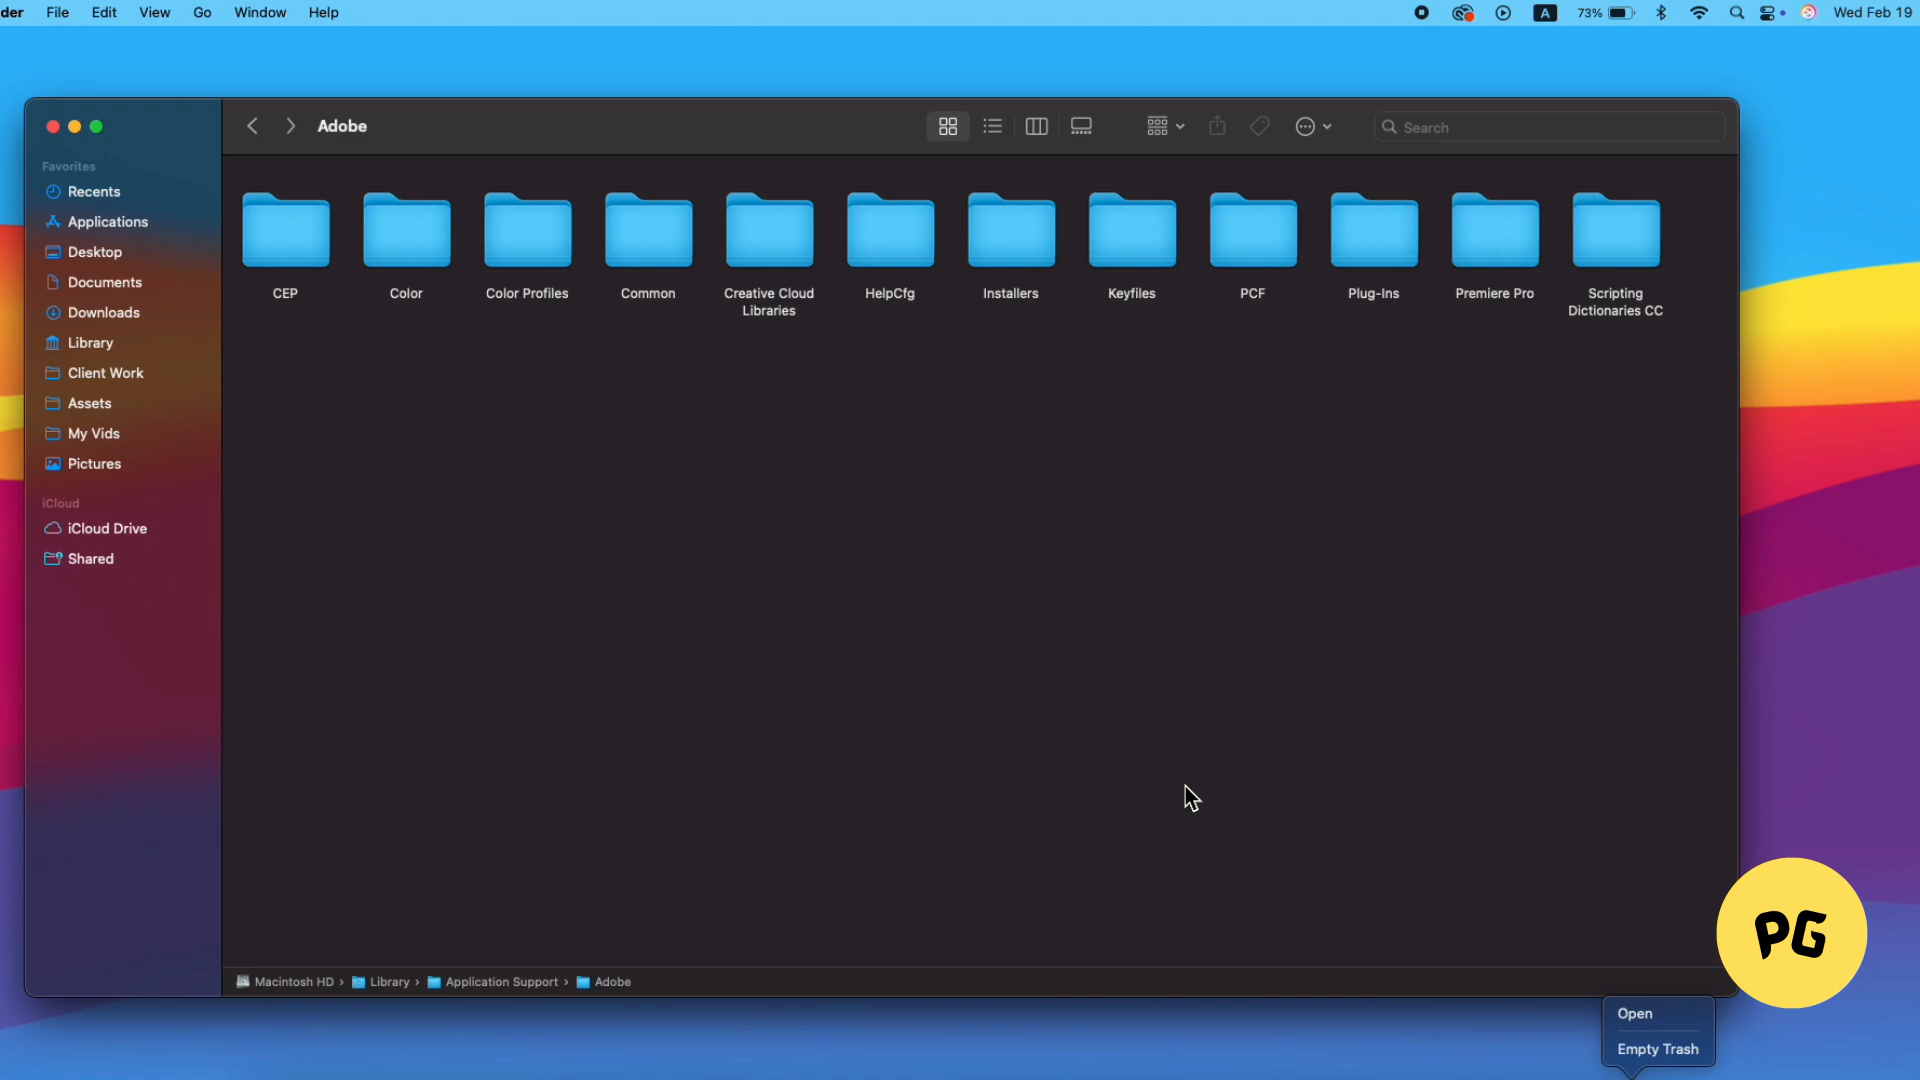 der File Edit View Go Window Help
A 73% Wed Feb 19
Adobe
Search
Favorites
Recents
Applications
Desktop
Documents
Downloads
Library
Client Work
Assets
My Vids
Pictures
iCloud
iCloud Drive
Shared
CEP
Color
Color Profiles
Common
Creative Cloud
Libraries
HelpCfg
Installers
Keyfiles
PCF
Plug-Ins
Premiere Pro
Scripting
Dictionaries CC
PG
Macintosh HD › Library › Application Support › Adobe
Open
Empty Trash